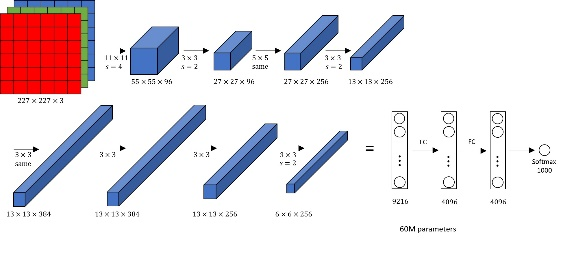 11 × 11
s = 4
3 × 3
s = 2
5 × 5
same
3 × 3
s = 2
227 × 227 × 3
55 × 55 × 96
27 × 27 × 96
27 × 27 × 256
13 × 13 × 256
3 × 3
same
3 × 3
3 × 3
3 × 3
s = 2
=
FC
FC
Softmax
1000
13 × 13 × 384
13 × 13 × 384
13 × 13 × 256
6 × 6 × 256
9216
4096
4096
60M parameters